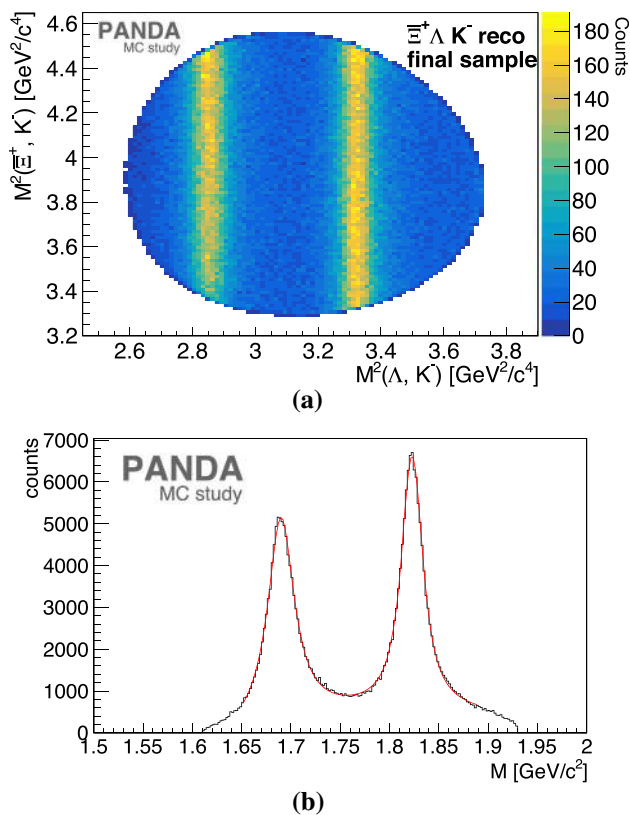 PANDA
MC study
Ξ̅⁺ Λ K⁻ reco
final sample
M²(Ξ̅⁺, K⁻) [GeV²/c⁴]
4.6
4.4
4.2
4
3.8
3.6
3.4
3.2
2.6 2.8 3 3.2 3.4 3.6 3.8
M²(Λ, K⁻) [GeV²/c⁴]
Counts
180
160
140
120
100
80
60
40
20
0
(a)
PANDA
MC study
counts
7000
6000
5000
4000
3000
2000
1000
0
1.5 1.55 1.6 1.65 1.7 1.75 1.8 1.85 1.9 1.95 2
M [GeV/c²]
(b)